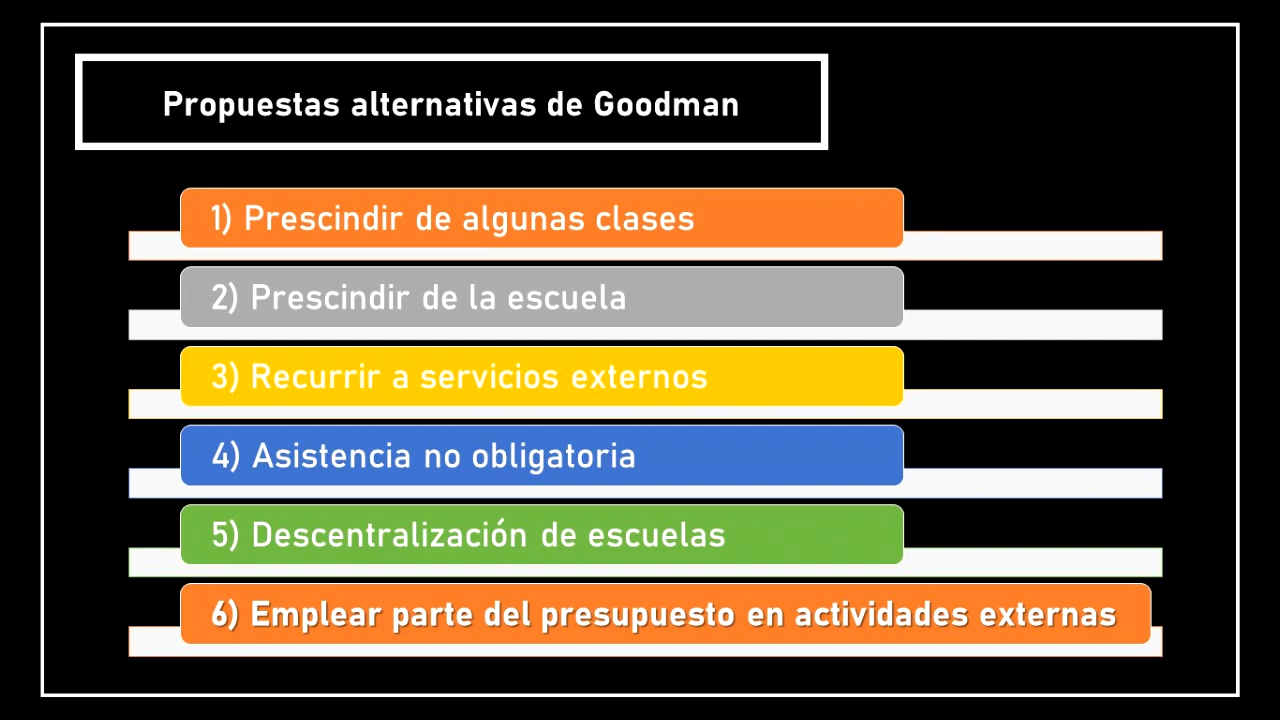 Propuestas alternativas de Goodman
1) Prescindir de algunas clases
2) Prescindir de la escuela
3) Recurrir a servicios externos
4) Asistencia no obligatoria
5) Descentralización de escuelas
6) Emplear parte del presupuesto en actividades externas